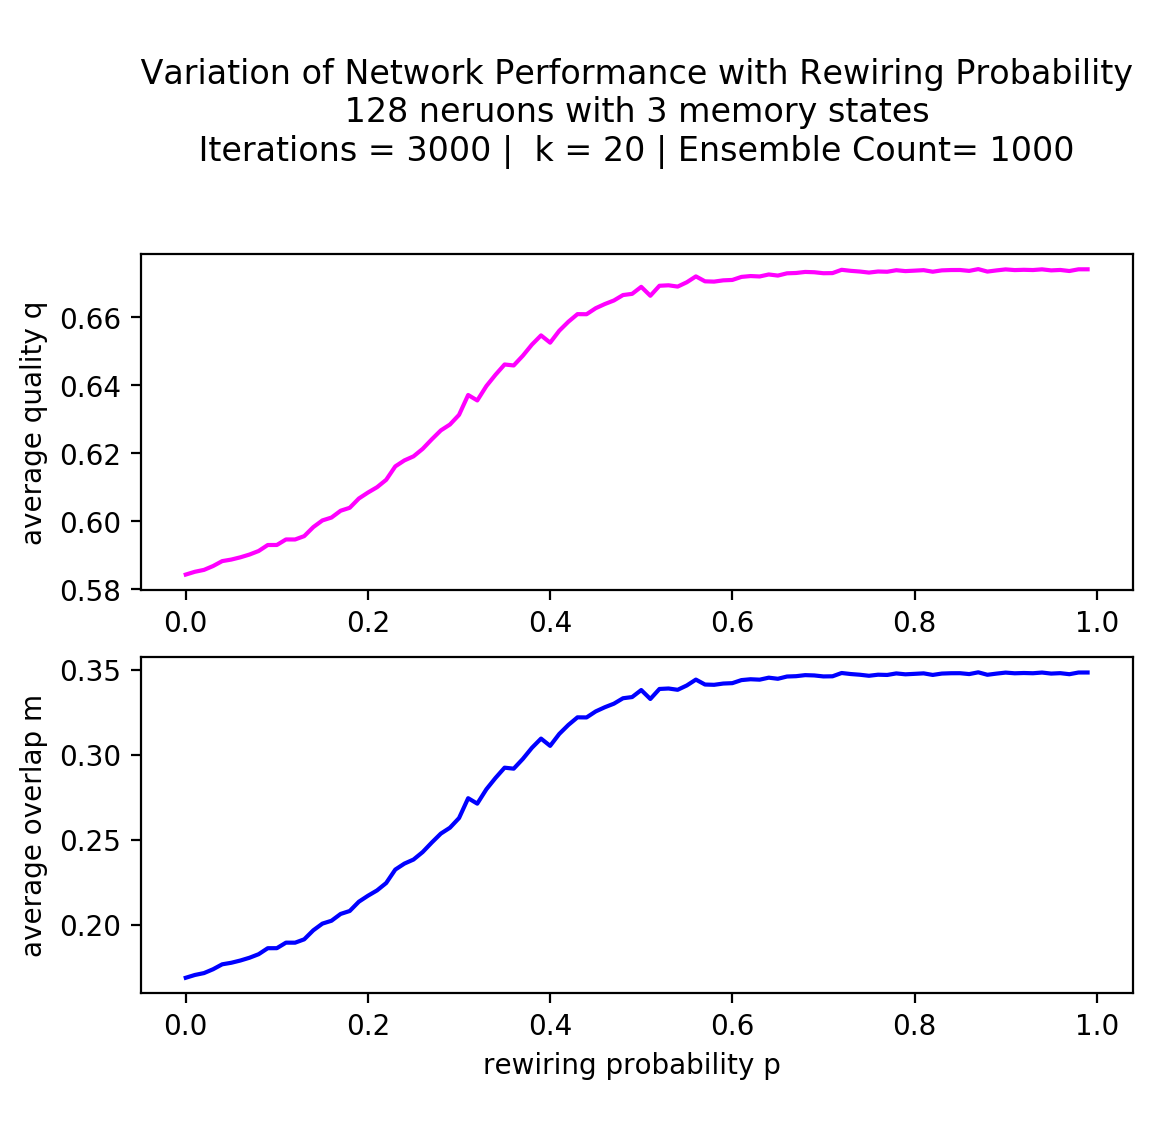 Variation of Network Performance with Rewiring Probability
128 neruons with 3 memory states
Iterations = 3000 |  k = 20 | Ensemble Count= 1000
average quality q
0.66
0.64
0.62
0.60
0.58
0.0 0.2 0.4 0.6 0.8 1.0
average overlap m
0.35
0.30
0.25
0.20
0.0 0.2 0.4 0.6 0.8 1.0
rewiring probability p